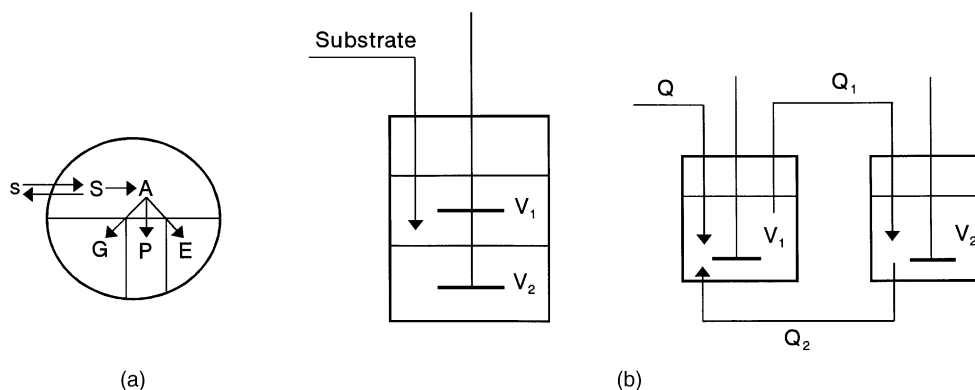 s S A
G P E
(a)
Substrate
V₁
V₂
Q Q₁
V₁ V₂
Q₂
(b)